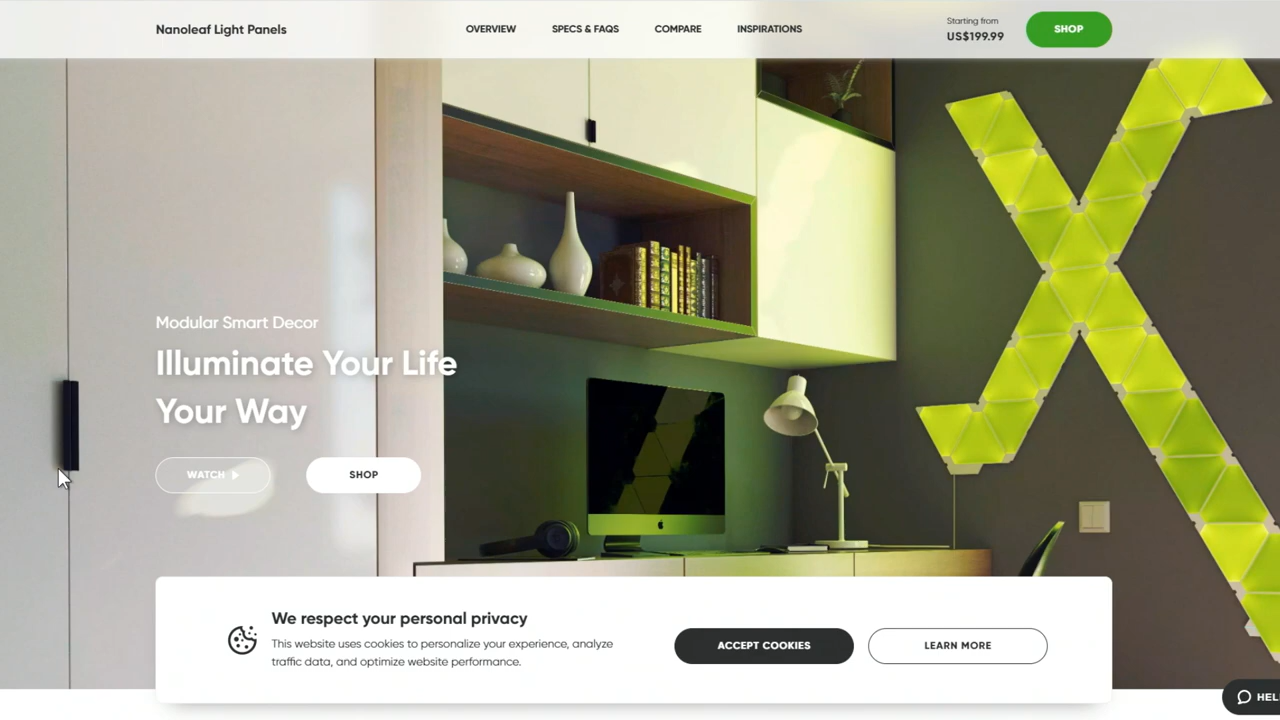 Nanoleaf Light Panels
OVERVIEW
SPECS & FAQS
COMPARE
INSPIRATIONS
Starting from
US$199.99
SHOP
Modular Smart Decor
Illuminate Your Life
Your Way
WATCH
SHOP
We respect your personal privacy
This website uses cookies to personalize your experience, analyze
traffic data, and optimize website performance.
ACCEPT COOKIES
LEARN MORE